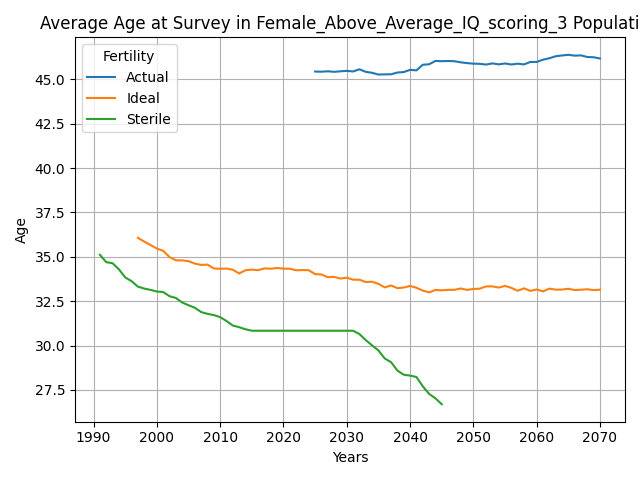 Average Age at Survey in Female_Above_Average_IQ_scoring_3 Populati
Fertility
Actual
Ideal
Sterile
45.0
42.5
40.0
37.5
35.0
32.5
30.0
27.5
Age
1990 2000 2010 2020 2030 2040 2050 2060 2070
Years